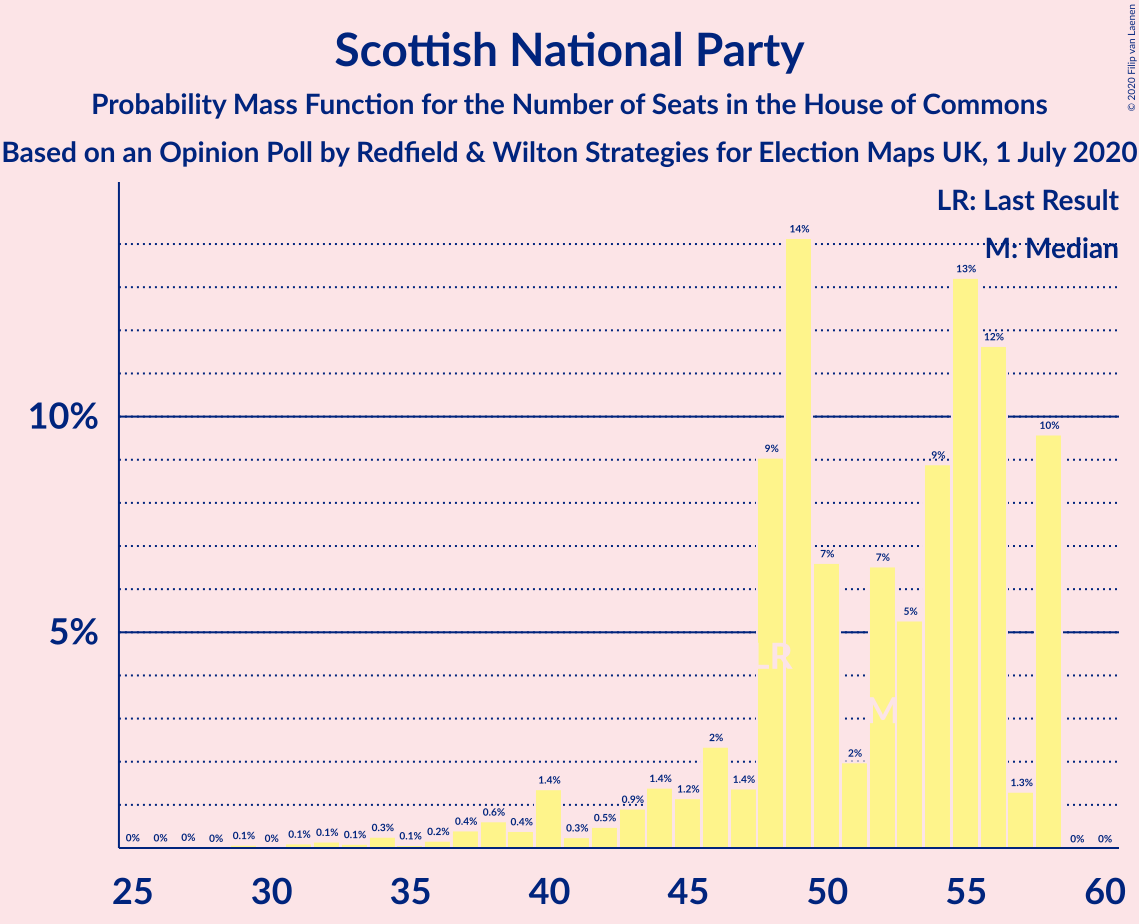 Scottish National Party
Probability Mass Function for the Number of Seats in the House of Commons
Based on an Opinion Poll by Redfield & Wilton Strategies for Election Maps UK, 1 July 2020
© 2020 Filip van Laenen
LR: Last Result
M: Median
10%
5%
0% 0% 0% 0% 0.1% 0% 0.1% 0.1% 0.1% 0.3% 0.1% 0.2% 0.4% 0.6% 0.4% 1.4% 0.3% 0.5% 0.9% 1.4% 1.2% 2% 1.4% 9% 14% 7% 2% 7% 5% 9% 13% 12% 1.3% 10% 0% 0%
LR
M
25 30 35 40 45 50 55 60